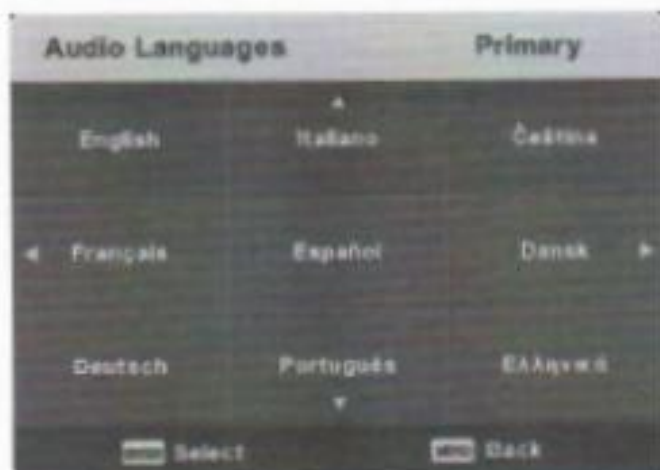 Audio Languages Primary
English Italiano Čeština
Français Español Dansk
Deutsch Português Ελληνικά
Select Back